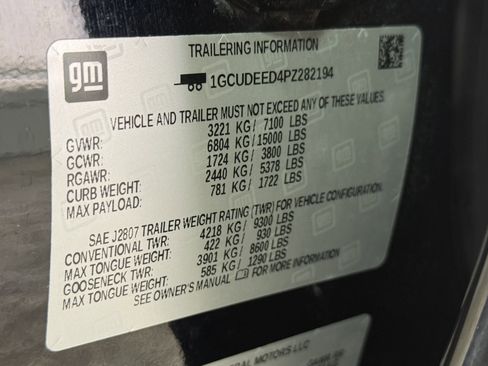 gm
TRAILERING INFORMATION
1GCUDEED4PZ282194
VEHICLE AND TRAILER MUST NOT EXCEED ANY OF THESE VALUES.
GVWR: 3221 KG / 7100 LBS
GCWR: 6804 KG / 15000 LBS
RGAWR: 1724 KG / 3800 LBS
CURB WEIGHT: 2440 KG / 5378 LBS
MAX PAYLOAD: 781 KG / 1722 LBS
SAE J2807 TRAILER WEIGHT RATING (TWR) FOR VEHICLE CONFIGURATION.
CONVENTIONAL TWR: 4218 KG / 9300 LBS
MAX TONGUE WEIGHT: 422 KG / 930 LBS
GOOSENECK TWR: 3901 KG / 8600 LBS
MAX TONGUE WEIGHT: 585 KG / 1290 LBS
SEE OWNER'S MANUAL FOR MORE INFORMATION
MOTORS LLC